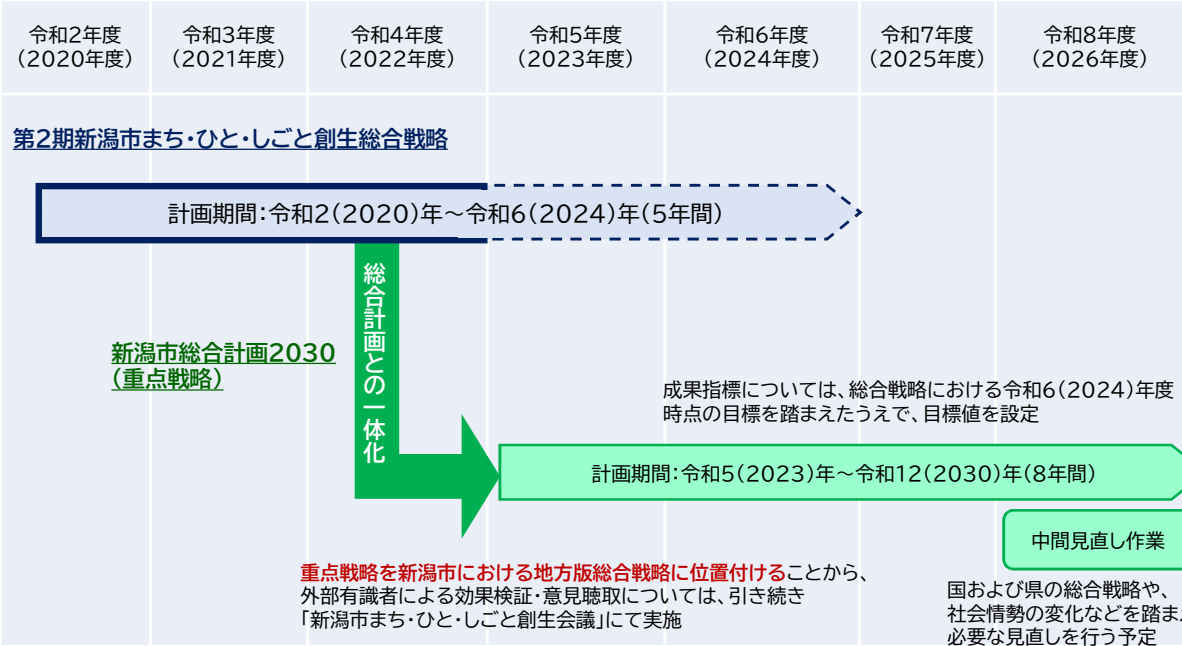 令和2年度
(2020年度)
令和3年度
(2021年度)
令和4年度
(2022年度)
令和5年度
(2023年度)
令和6年度
(2024年度)
令和7年度
(2025年度)
令和8年度
(2026年度)
第2期新潟市まち・ひと・しごと創生総合戦略
計画期間:令和2(2020)年～令和6(2024)年(5年間)
総合計画との一体化
新潟市総合計画2030
(重点戦略)
成果指標については、総合戦略における令和6(2024)年度
時点の目標を踏まえたうえで、目標値を設定
計画期間:令和5(2023)年～令和12(2030)年(8年間)
中間見直し作業
重点戦略を新潟市における地方版総合戦略に位置付けることから、
外部有識者による効果検証・意見聴取については、引き続き
「新潟市まち・ひと・しごと創生会議」にて実施
国および県の総合戦略や、
社会情勢の変化などを踏まえ
必要な見直しを行う予定